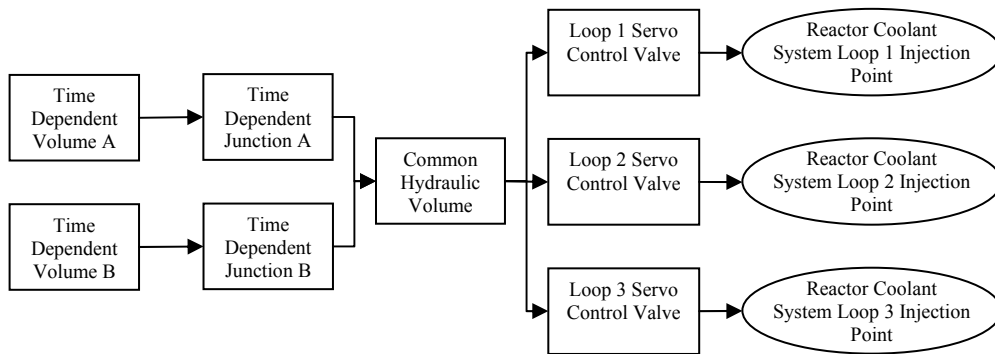 Time
Dependent
Volume A
Time
Dependent
Junction A
Time
Dependent
Volume B
Time
Dependent
Junction B
Common
Hydraulic
Volume
Loop 1 Servo
Control Valve
Reactor Coolant
System Loop 1 Injection
Point
Loop 2 Servo
Control Valve
Reactor Coolant
System Loop 2 Injection
Point
Loop 3 Servo
Control Valve
Reactor Coolant
System Loop 3 Injection
Point